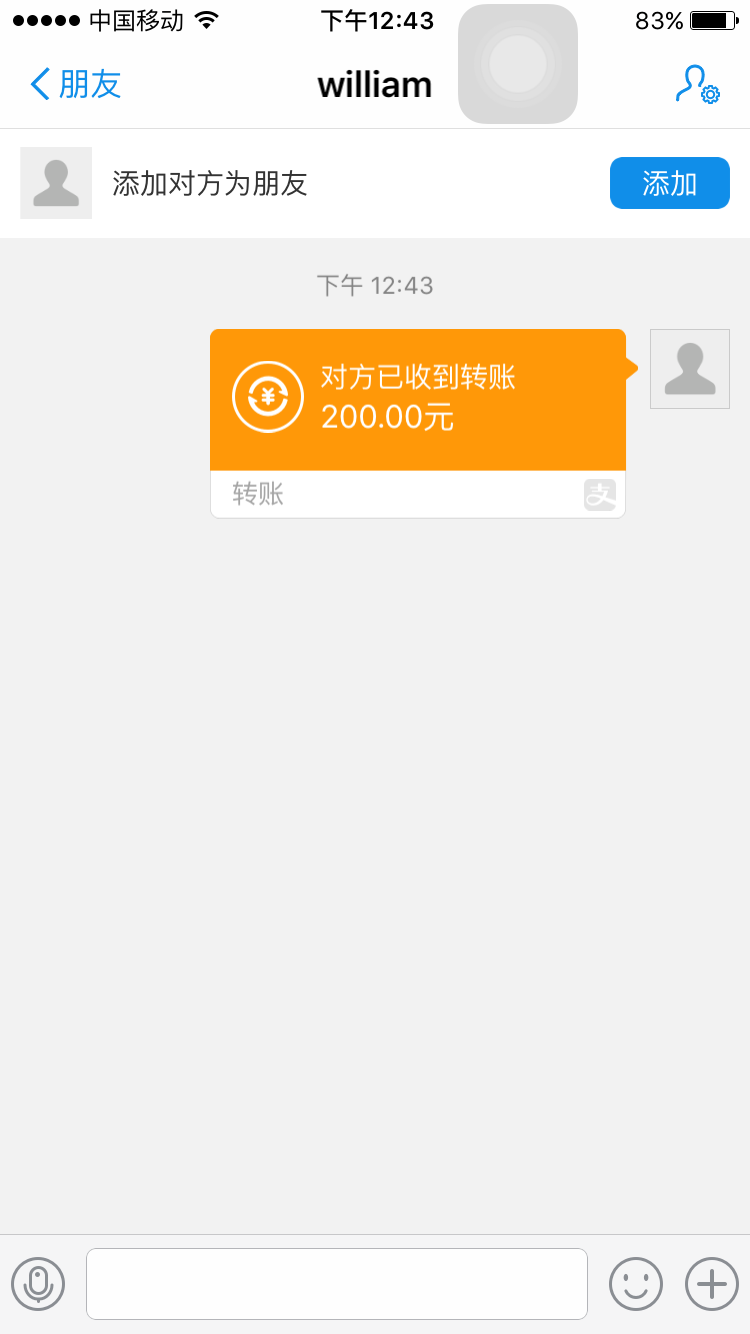 中国移动
下午12:43
83%
朋友
william
添加对方为朋友
添加
下午 12:43
对方已收到转账
200.00元
转账
支